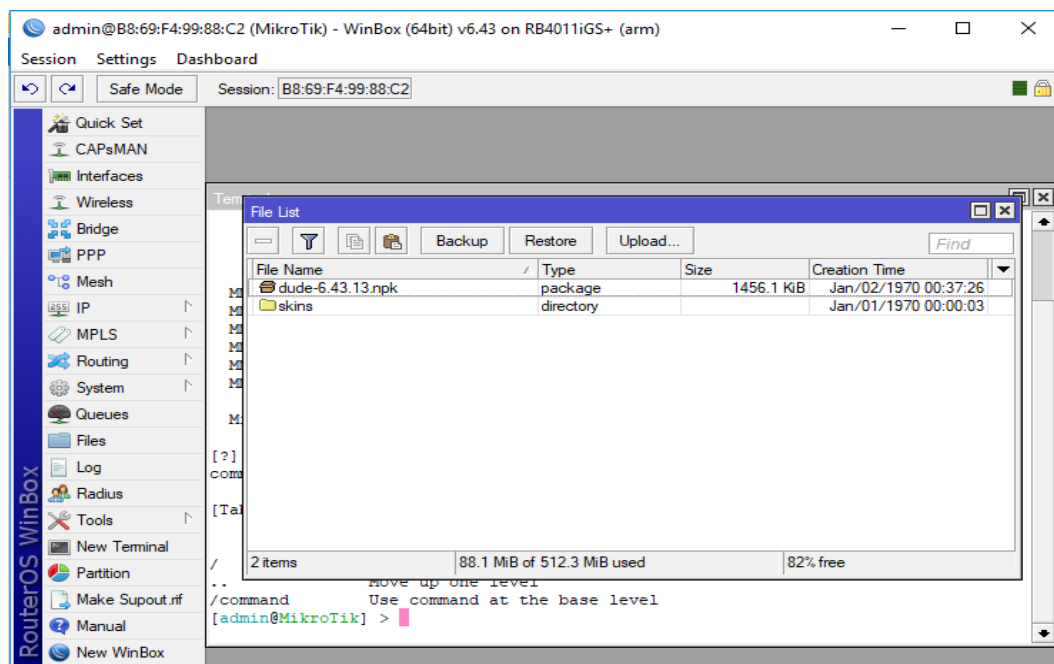 admin@B8:69:F4:99:88:C2 (MikroTik) - WinBox (64bit) v6.43 on RB4011iGS+ (arm)
Session Settings Dashboard
Safe Mode Session: B8:69:F4:99:88:C2
Quick Set
CAPsMAN
Interfaces
Wireless
Bridge
PPP
Mesh
IP
MPLS
Routing
System
Queues
Files
Log
Radius
Tools
New Terminal
Partition
Make Supout.rif
Manual
New WinBox
RouterOS WinBox
File List
Backup Restore Upload... Find
File Name Type Size Creation Time
dude-6.43.13.npk package 1456.1 KiB Jan/02/1970 00:37:26
skins directory Jan/01/1970 00:00:03
2 items 88.1 MiB of 512.3 MiB used 82% free
[?]
/
.. Move up one level
/command Use command at the base level
[admin@MikroTik] >